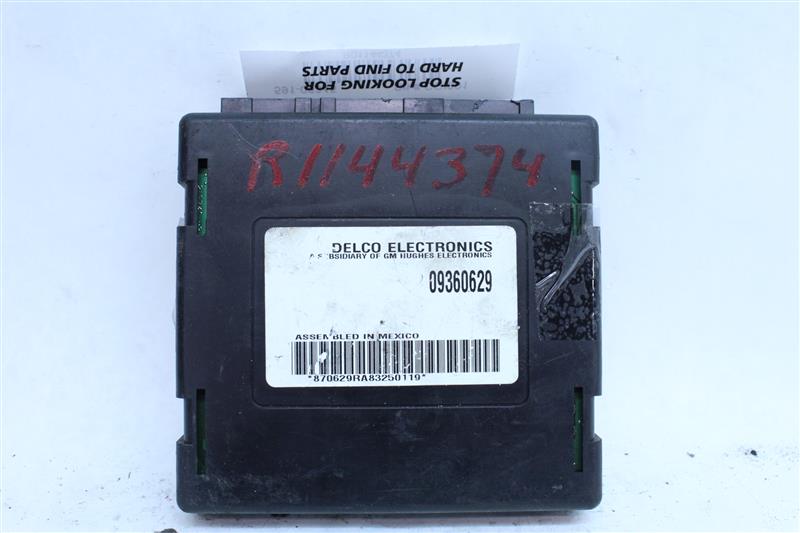 STOP LOOKING FOR
HARD TO FIND PARTS
R1144374
DELCO ELECTRONICS
SUBSIDIARY OF GM HUGHES ELECTRONICS
09360629
ASSEMBLED IN MEXICO
*870629RA83250119*